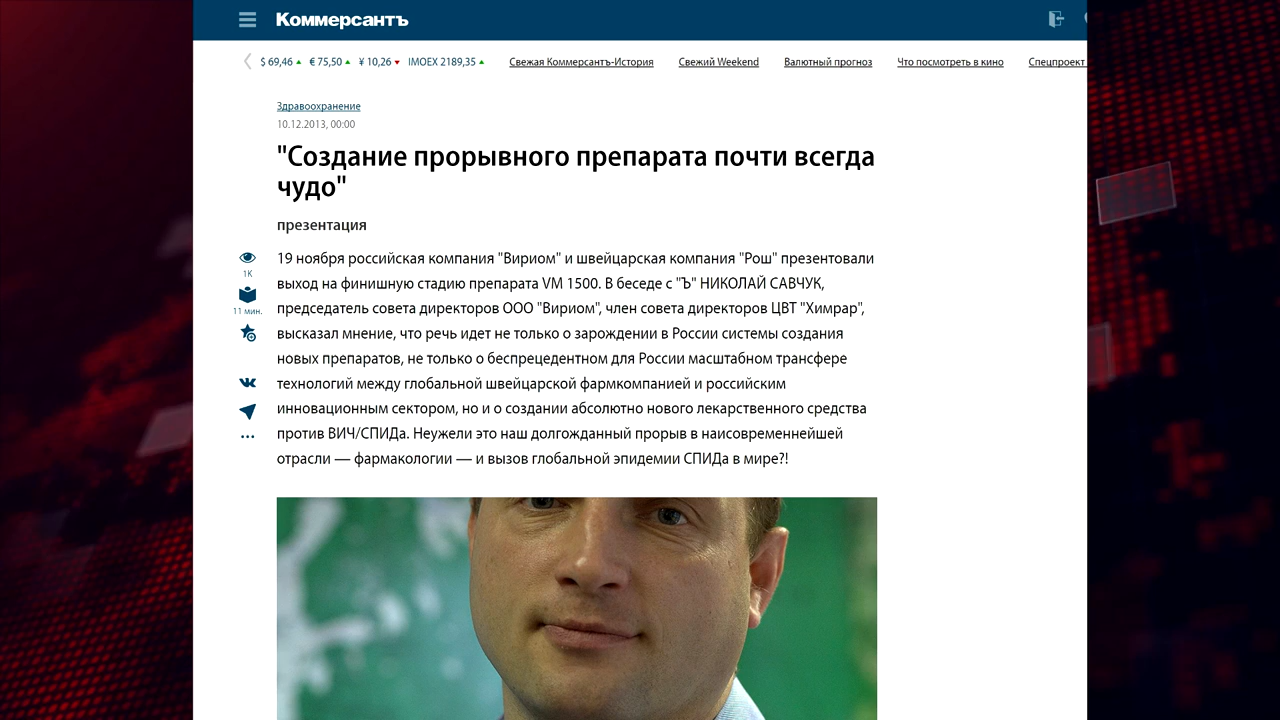 Коммерсантъ
$ 69,46 € 75,50 ¥ 10,26 IMOEX 2189,35 Свежая Коммерсантъ-История Свежий Weekend Валютный прогноз Что посмотреть в кино Спецпроект
Здравоохранение
10.12.2013, 00:00
"Создание прорывного препарата почти всегда
чудо"
презентация
19 ноября российская компания "Вириом" и швейцарская компания "Рош" презентовали
выход на финишную стадию препарата VM 1500. В беседе с "Ъ" НИКОЛАЙ САВЧУК,
председатель совета директоров ООО "Вириом", член совета директоров ЦВТ "Химрар",
высказал мнение, что речь идет не только о зарождении в России системы создания
новых препаратов, не только о беспрецедентном для России масштабном трансфере
технологий между глобальной швейцарской фармкомпанией и российским
инновационным сектором, но и о создании абсолютно нового лекарственного средства
против ВИЧ/СПИДа. Неужели это наш долгожданный прорыв в наисовременнейшей
отрасли — фармакологии — и вызов глобальной эпидемии СПИДа в мире?!
1K
11 мин.